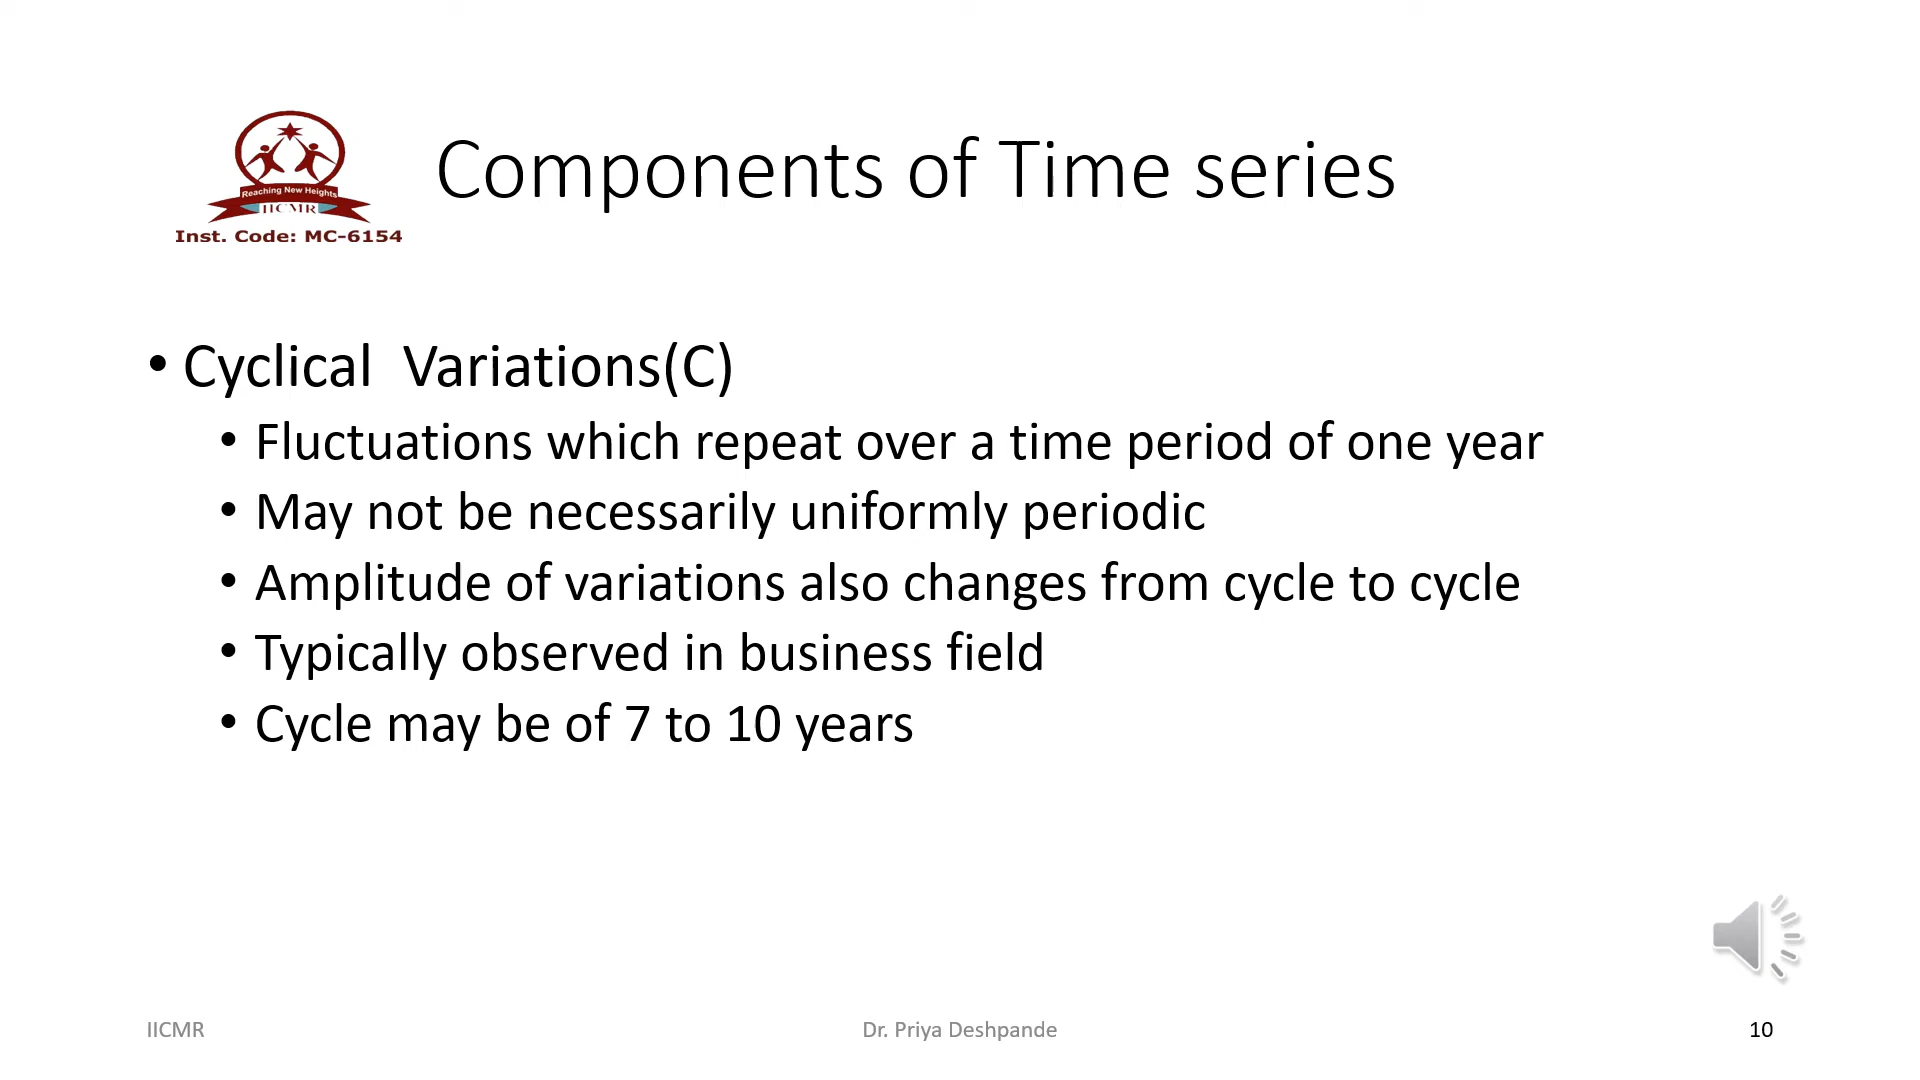 Reaching New Heights
IICMR
Inst. Code: MC-6154
Components of Time series
• Cyclical Variations(C)
• Fluctuations which repeat over a time period of one year
• May not be necessarily uniformly periodic
• Amplitude of variations also changes from cycle to cycle
• Typically observed in business field
• Cycle may be of 7 to 10 years
IICMR
Dr. Priya Deshpande
10